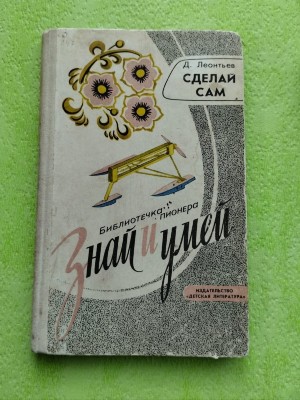 Д. Леонтьев
СДЕЛАЙ
САМ
Библиотечка
пионера
Знай и умей
ИЗДАТЕЛЬСТВО
«ДЕТСКАЯ ЛИТЕРАТУРА»